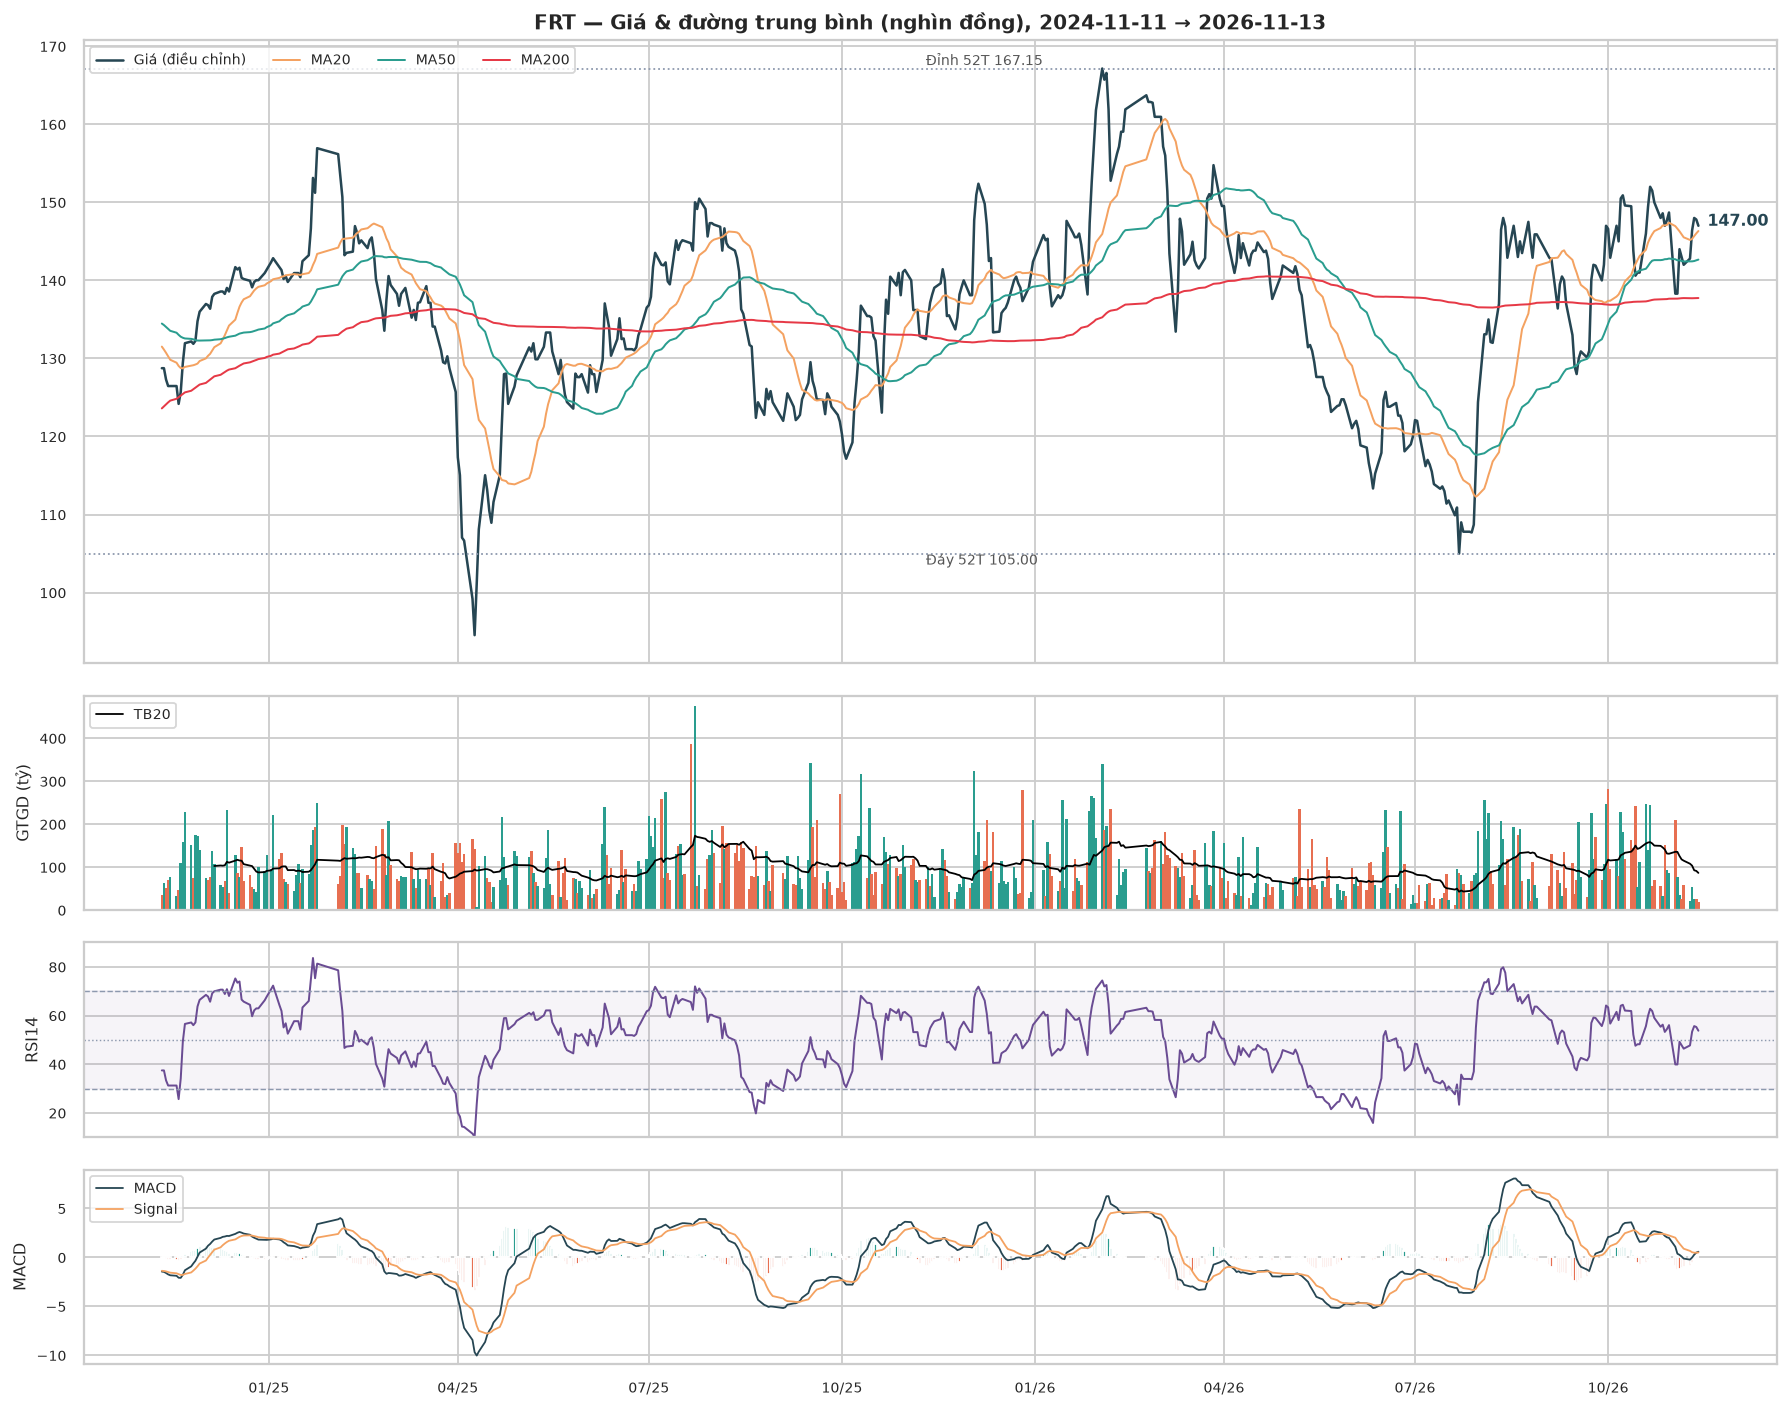 FRT — Giá & đường trung bình (nghìn đồng), 2024-11-11 → 2026-11-13
Giá (điều chỉnh) MA20 MA50 MA200
Đỉnh 52T 167.15
147.00
Đáy 52T 105.00
170
160
150
140
130
120
110
100
TB20
GTGD (tỷ)
400
300
200
100
0
RSI14
80
60
40
20
MACD
Signal
MACD
5
0
−5
−10
01/25 04/25 07/25 10/25 01/26 04/26 07/26 10/26